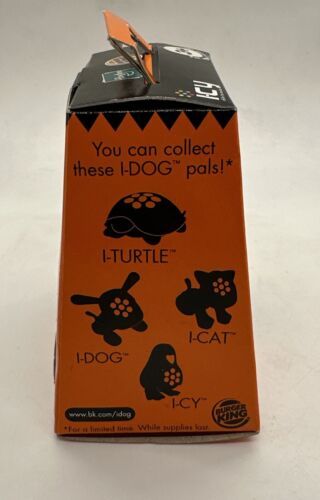 i-cy
You can collect
these I-DOG™ pals!*
I-TURTLE™
I-CAT™
I-DOG™
I-CY™
www.bk.com/idog
BURGER
KING
*For a limited time. While supplies last.